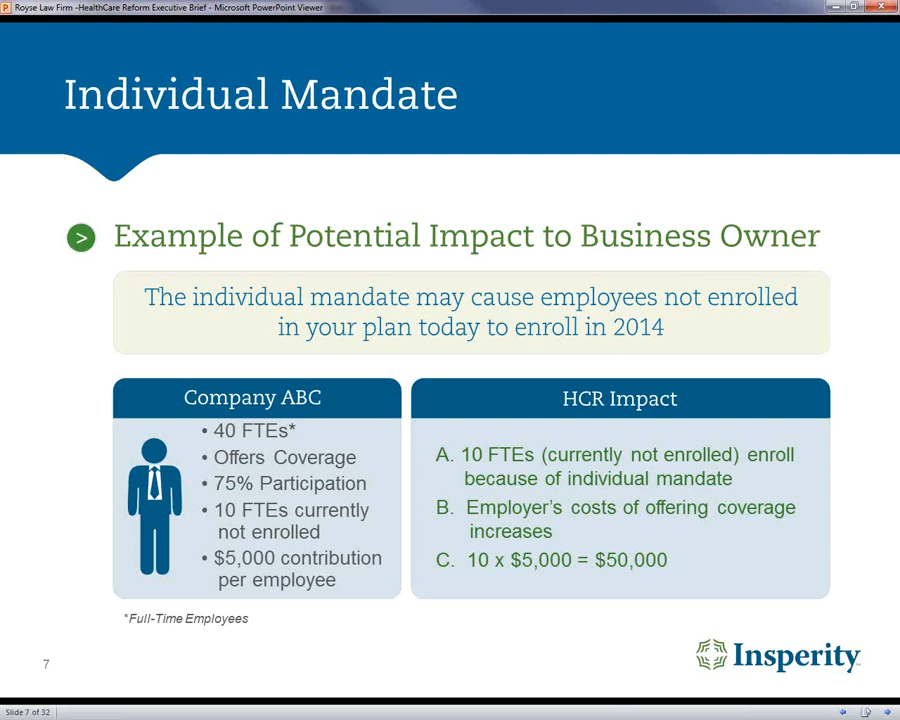 Royse Law Firm -HealthCare Reform Executive Brief - Microsoft PowerPoint Viewer
Individual Mandate
> Example of Potential Impact to Business Owner
The individual mandate may cause employees not enrolled
in your plan today to enroll in 2014
Company ABC
• 40 FTEs*
• Offers Coverage
• 75% Participation
• 10 FTEs currently
not enrolled
• $5,000 contribution
per employee
HCR Impact
A. 10 FTEs (currently not enrolled) enroll
because of individual mandate
B. Employer's costs of offering coverage
increases
C. 10 x $5,000 = $50,000
*Full-Time Employees
7
Insperity
Slide 7 of 32